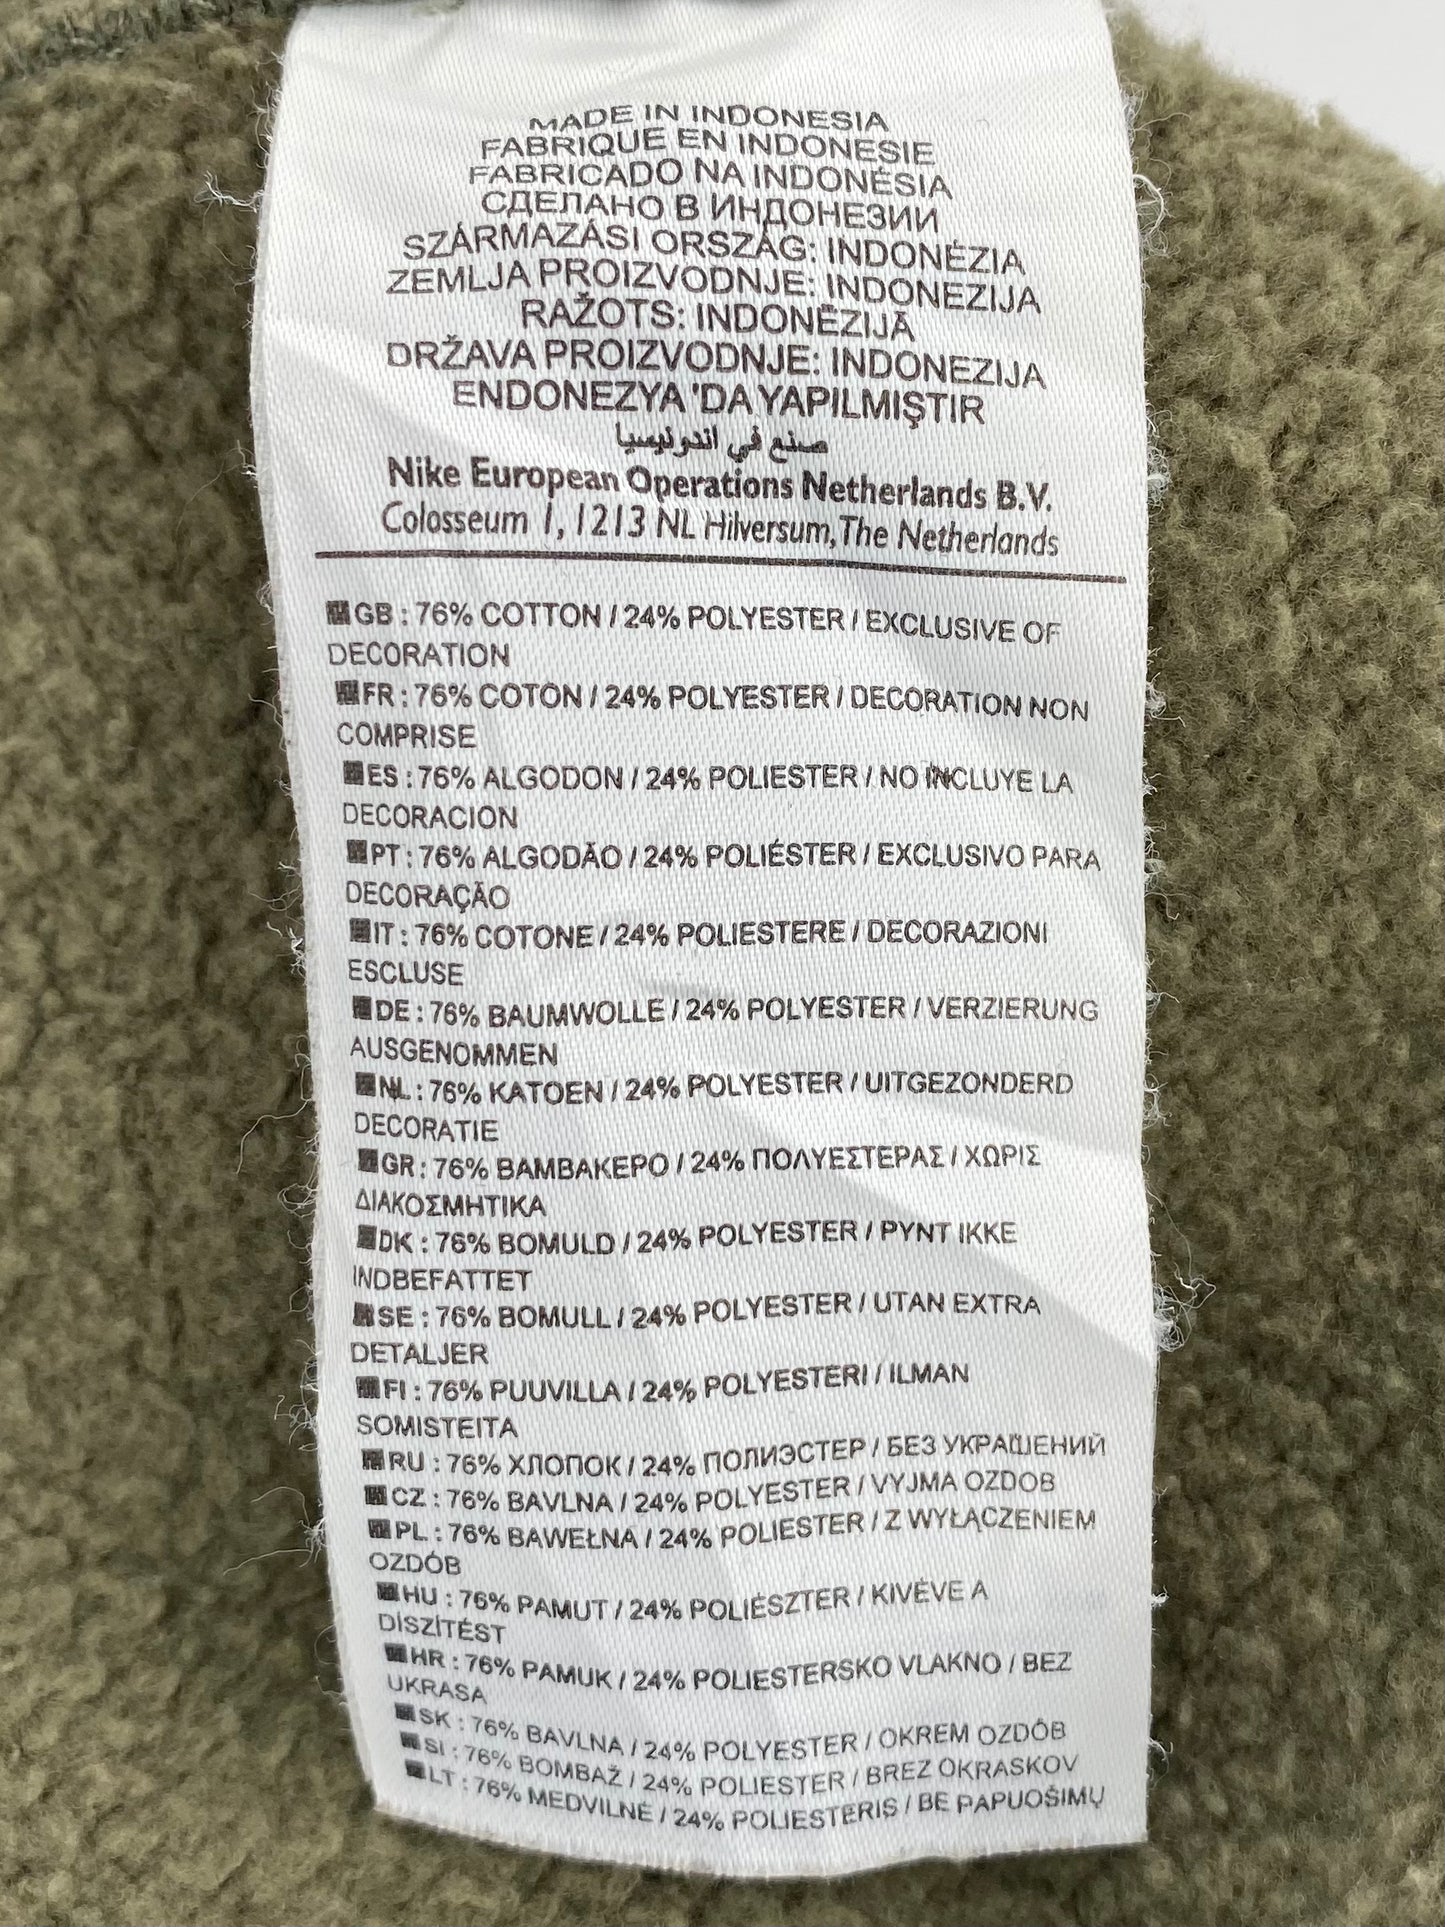 MADE IN INDONESIA
FABRIQUE EN INDONESIE
FABRICADO NA INDONÉSIA
СДЕЛАНО В ИНДОНЕЗИИ
SZÁRMAZÁSI ORSZÁG: INDONÉZIA
ZEMLJA PROIZVODNJE: INDONEZIJA
RAŽOTS: INDONĒZIJĀ
DRŽAVA PROIZVODNJE: INDONEZIJA
ENDONEZYA 'DA YAPILMIŞTIR
صنع في اندونيسيا
Nike European Operations Netherlands B.V.
Colosseum 1, 1213 NL Hilversum, The Netherlands
GB : 76% COTTON / 24% POLYESTER / EXCLUSIVE OF
DECORATION
FR : 76% COTON / 24% POLYESTER / DECORATION NON
COMPRISE
ES : 76% ALGODON / 24% POLIESTER / NO INCLUYE LA
DECORACION
PT : 76% ALGODÃO / 24% POLIÉSTER / EXCLUSIVO PARA
DECORAÇÃO
IT : 76% COTONE / 24% POLIESTERE / DECORAZIONI
ESCLUSE
DE : 76% BAUMWOLLE / 24% POLYESTER / VERZIERUNG
AUSGENOMMEN
NL : 76% KATOEN / 24% POLYESTER / UITGEZONDERD
DECORATIE
GR : 76% ΒΑΜΒΑΚΕΡΟ / 24% ΠΟΛΥΕΣΤΕΡΑΣ / ΧΩΡΙΣ
ΔΙΑΚΟΣΜΗΤΙΚΑ
DK : 76% BOMULD / 24% POLYESTER / PYNT IKKE
INDBEFATTET
SE : 76% BOMULL / 24% POLYESTER / UTAN EXTRA
DETALJER
FI : 76% PUUVILLA / 24% POLYESTERI / ILMAN
SOMISTEITA
RU : 76% ХЛОПОК / 24% ПОЛИЭСТЕР / БЕЗ УКРАШЕНИЙ
CZ : 76% BAVLNA / 24% POLYESTER / VYJMA OZDOB
PL : 76% BAWEŁNA / 24% POLIESTER / Z WYŁĄCZENIEM
OZDÓB
HU : 76% PAMUT / 24% POLIÉSZTER / KIVÉVE A
DÍSZÍTÉST
HR : 76% PAMUK / 24% POLIESTERSKO VLAKNO / BEZ
UKRASA
SK : 76% BAVLNA / 24% POLYESTER / OKREM OZDÔB
SI : 76% BOMBAŽ / 24% POLIESTER / BREZ OKRASKOV
LT : 76% MEDVILNĖ / 24% POLIESTERIS / BE PAPUOŠIMŲ